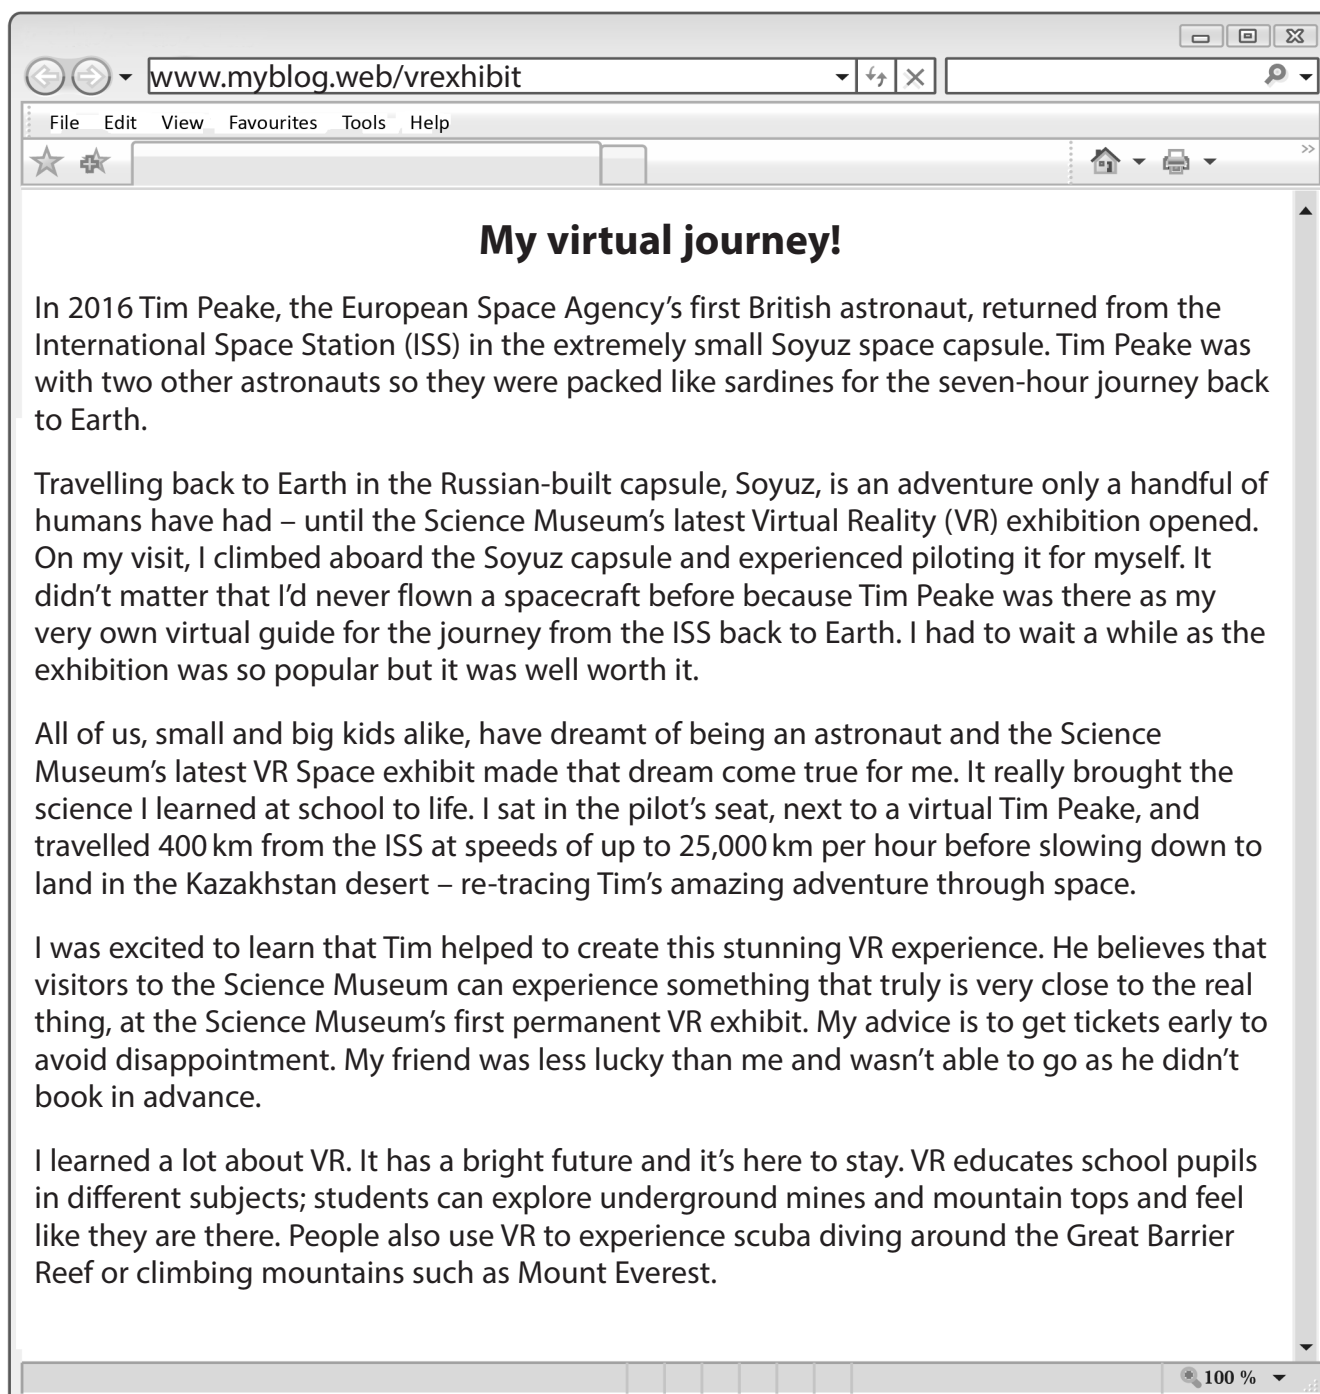 www.myblog.web/vrexhibit
File Edit View Favourites Tools Help
My virtual journey!
In 2016 Tim Peake, the European Space Agency’s first British astronaut, returned from the
International Space Station (ISS) in the extremely small Soyuz space capsule. Tim Peake was
with two other astronauts so they were packed like sardines for the seven-hour journey back
to Earth.
Travelling back to Earth in the Russian-built capsule, Soyuz, is an adventure only a handful of
humans have had – until the Science Museum’s latest Virtual Reality (VR) exhibition opened.
On my visit, I climbed aboard the Soyuz capsule and experienced piloting it for myself. It
didn’t matter that I’d never flown a spacecraft before because Tim Peake was there as my
very own virtual guide for the journey from the ISS back to Earth. I had to wait a while as the
exhibition was so popular but it was well worth it.
All of us, small and big kids alike, have dreamt of being an astronaut and the Science
Museum’s latest VR Space exhibit made that dream come true for me. It really brought the
science I learned at school to life. I sat in the pilot’s seat, next to a virtual Tim Peake, and
travelled 400 km from the ISS at speeds of up to 25,000 km per hour before slowing down to
land in the Kazakhstan desert – re-tracing Tim’s amazing adventure through space.
I was excited to learn that Tim helped to create this stunning VR experience. He believes that
visitors to the Science Museum can experience something that truly is very close to the real
thing, at the Science Museum’s first permanent VR exhibit. My advice is to get tickets early to
avoid disappointment. My friend was less lucky than me and wasn’t able to go as he didn’t
book in advance.
I learned a lot about VR. It has a bright future and it’s here to stay. VR educates school pupils
in different subjects; students can explore underground mines and mountain tops and feel
like they are there. People also use VR to experience scuba diving around the Great Barrier
Reef or climbing mountains such as Mount Everest.
100 %